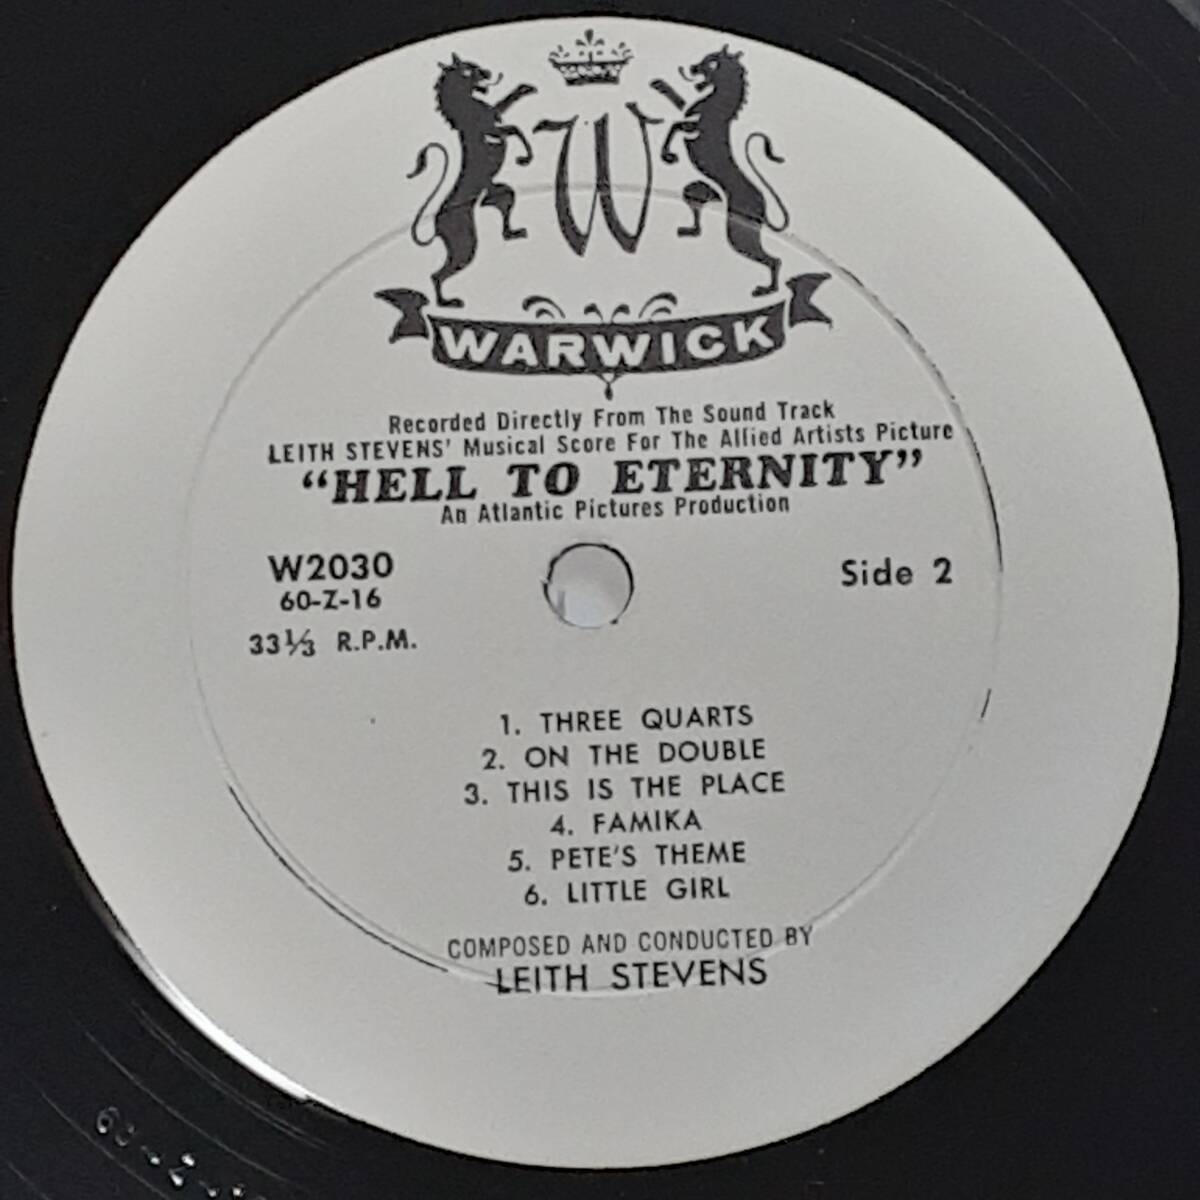 W
WARWICK
Recorded Directly From The Sound Track
LEITH STEVENS' Musical Score For The Allied Artists Picture
“HELL TO ETERNITY”
An Atlantic Pictures Production
W2030
60-Z-16
33⅓ R.P.M.
Side 2
1. THREE QUARTS
2. ON THE DOUBLE
3. THIS IS THE PLACE
4. FAMIKA
5. PETE'S THEME
6. LITTLE GIRL
COMPOSED AND CONDUCTED BY
LEITH STEVENS